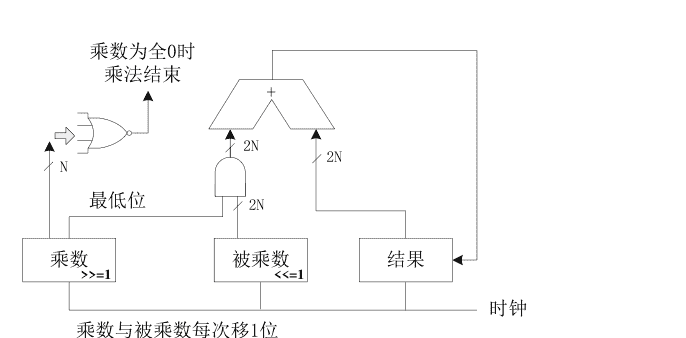 乘数为全0时
乘法结束
+
2N
2N
N
最低位
2N
乘数
>>=1
被乘数
<<=1
结果
时钟
乘数与被乘数每次移1位